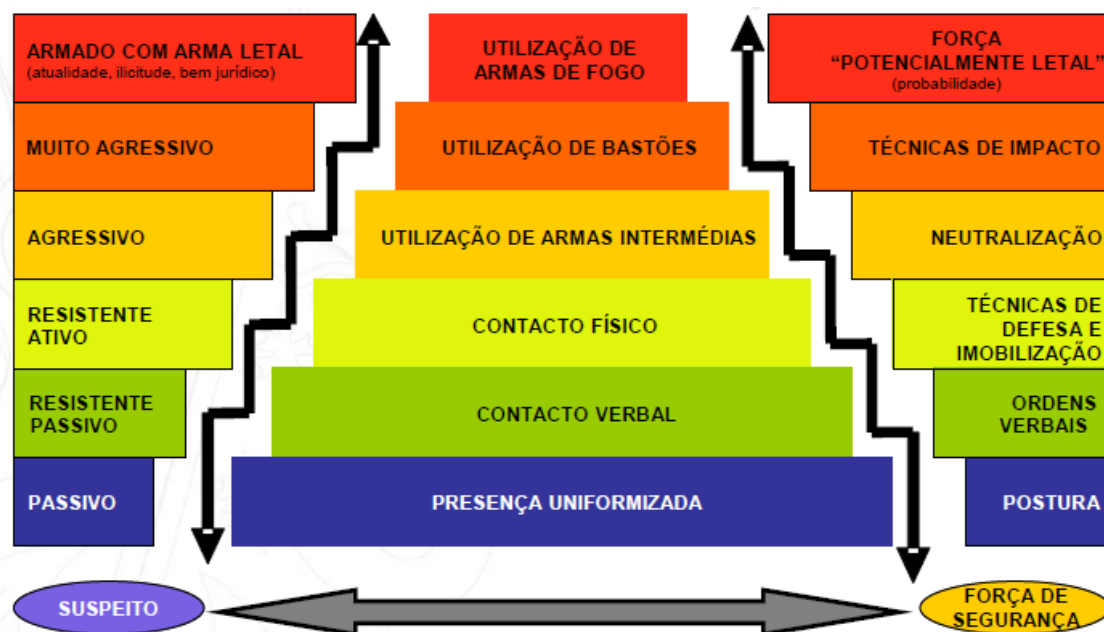 ARMADO COM ARMA LETAL
(atualidade, ilicitude, bem jurídico)
UTILIZAÇÃO DE
ARMAS DE FOGO
FORÇA
“POTENCIALMENTE LETAL”
(probabilidade)
MUITO AGRESSIVO
UTILIZAÇÃO DE BASTÕES
TÉCNICAS DE IMPACTO
AGRESSIVO
UTILIZAÇÃO DE ARMAS INTERMÉDIAS
NEUTRALIZAÇÃO
RESISTENTE
ATIVO
CONTACTO FÍSICO
TÉCNICAS DE
DEFESA E
IMOBILIZAÇÃO
RESISTENTE
PASSIVO
CONTACTO VERBAL
ORDENS
VERBAIS
PASSIVO
PRESENÇA UNIFORMIZADA
POSTURA
SUSPEITO
FORÇA DE
SEGURANÇA